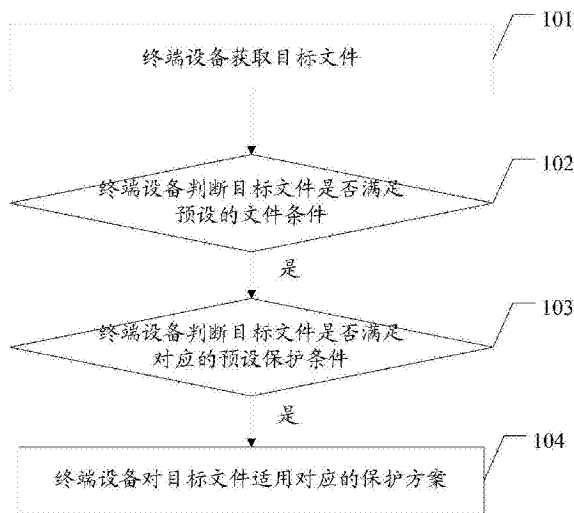 101
终端设备获取目标文件
102
终端设备判断目标文件是否满足
预设的文件条件
是
103
终端设备判断目标文件是否满足
对应的预设保护条件
是
104
终端设备对目标文件适用对应的保护方案